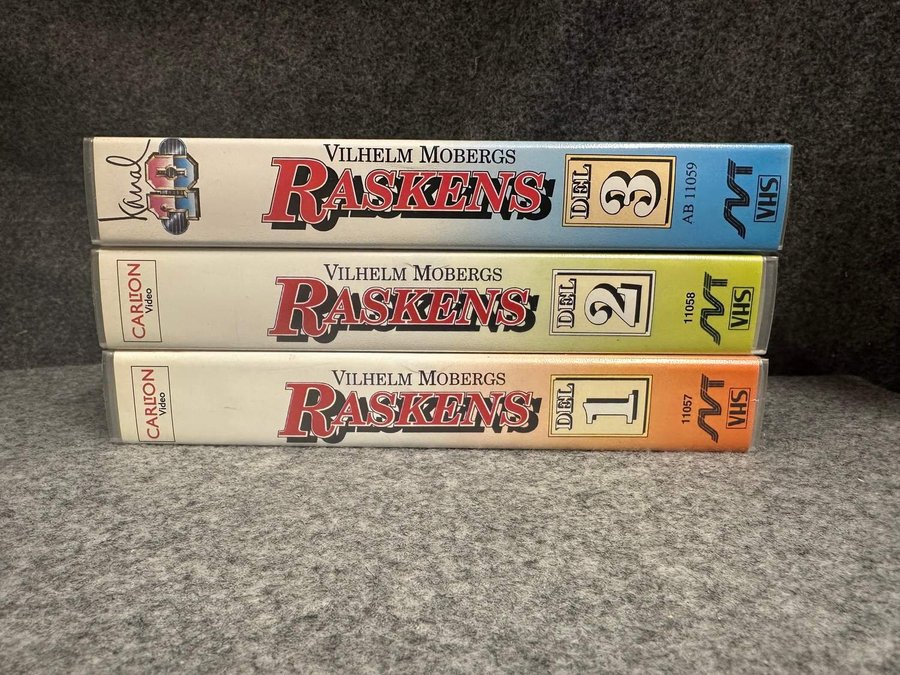 Kanal
VILHELM MOBERGS
RASKENS
DEL
3
AB 11059
SVT
VHS
CARLTON
Video
VILHELM MOBERGS
RASKENS
DEL
2
11058
SVT
VHS
CARLTON
Video
VILHELM MOBERGS
RASKENS
DEL
1
11057
SVT
VHS